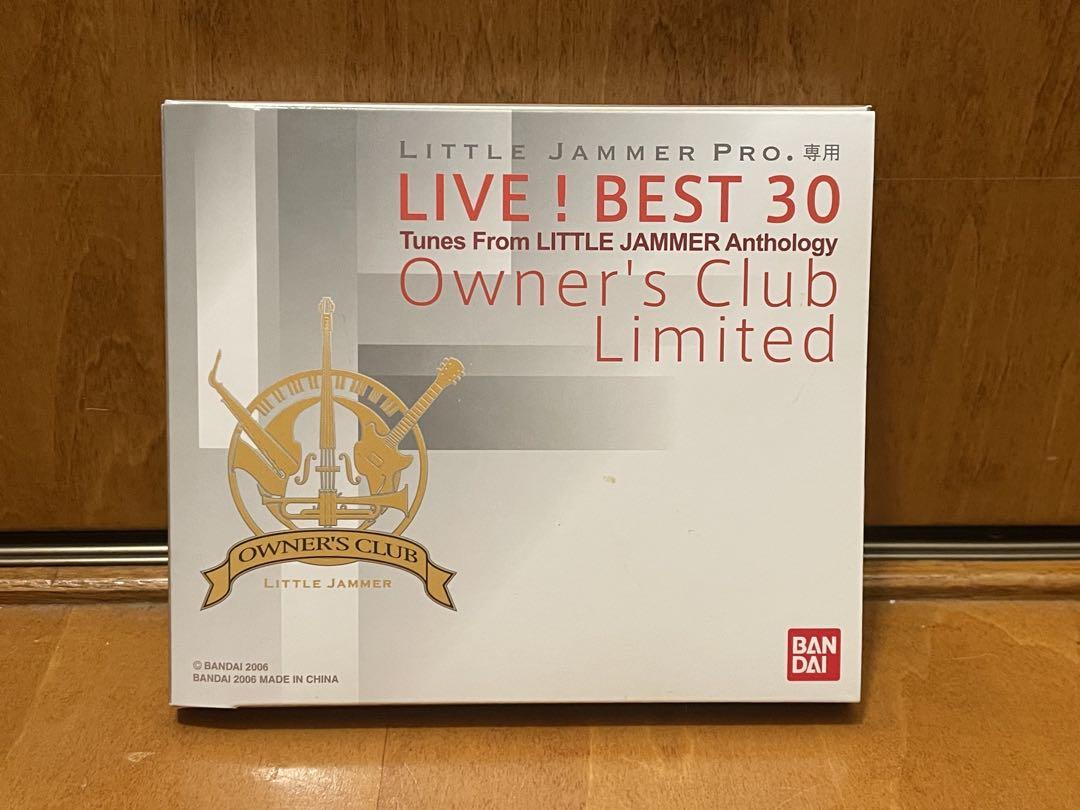 LITTLE JAMMER PRO. 専用
LIVE ! BEST 30
Tunes From LITTLE JAMMER Anthology
Owner's Club
Limited
OWNER'S CLUB
LITTLE JAMMER
© BANDAI 2006
BANDAI 2006 MADE IN CHINA
BAN
DAI